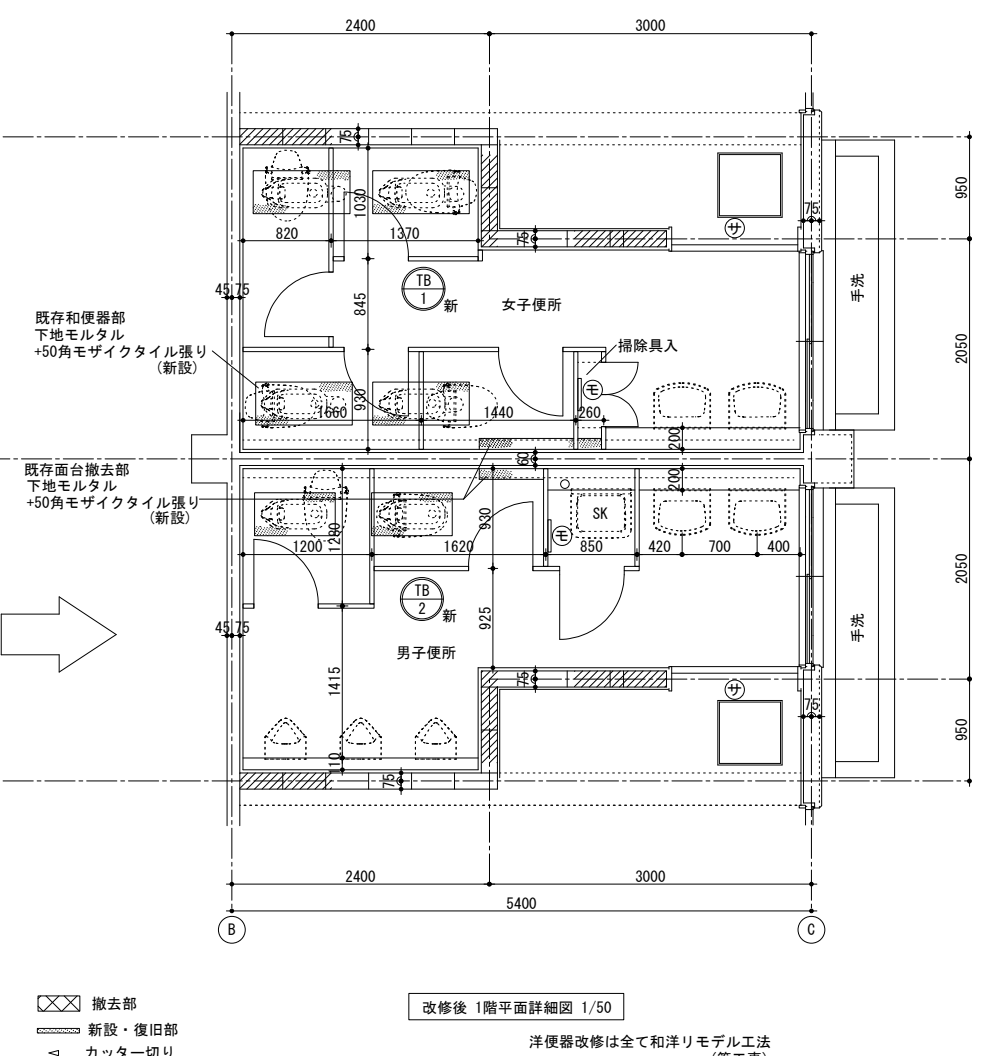 2400
3000
75
950
1030
75
820
1370
75
サ
手洗
TB
1
新
女子便所
845
45 75
既存和便器部
下地モルタル
+50角モザイクタイル張り
(新設)
掃除具入
モ
2050
930
1660
1440
260
200
60
既存面台撤去部
下地モルタル
+50角モザイクタイル張り
(新設)
200
SK
930
モ
1280
1200
1620
850
420
700
400
2050
TB
2
新
925
45 75
男子便所
手洗
1415
75
サ
75
950
110
75
2400
3000
5400
B
C
撤去部
改修後 1階平面詳細図 1/50
新設・復旧部
洋便器改修は全て和洋リモデル工法
カッター切り